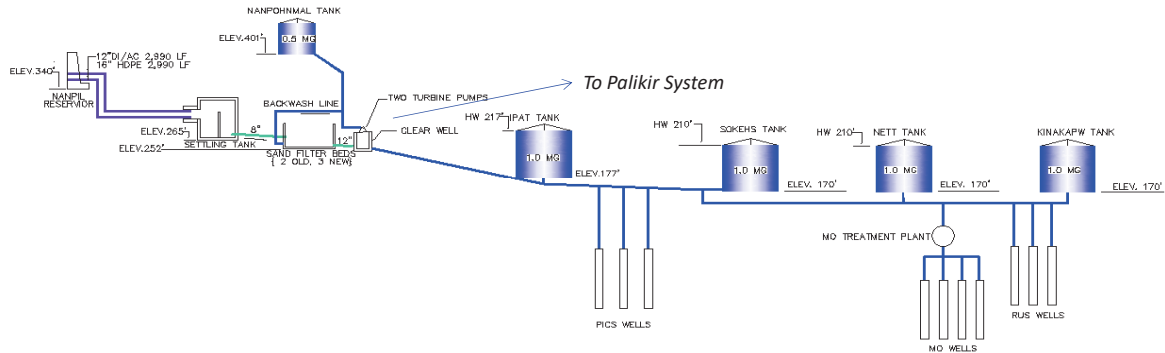 NANPOHNMAL TANK
ELEV.401'
0.5 MG
12"DI/AC 2,990 LF
16" HDPE 2,990 LF
ELEV.340'
NANPIL
RESERVIOR
BACKWASH LINE
TWO TURBINE PUMPS
To Palikir System
CLEAR WELL
ELEV.265'
8"
12"
SETTLING TANK
ELEV.252'
SAND FILTER BEDS
( 2 OLD, 3 NEW)
HW 217'
IPAT TANK
1.0 MG
ELEV.177'
HW 210'
SOKEHS TANK
1.0 MG
ELEV. 170'
HW 210'
NETT TANK
1.0 MG
ELEV. 170'
KINAKAPW TANK
1.0 MG
ELEV. 170'
MO TREATMENT PLANT
PICS WELLS
MO WELLS
RUS WELLS